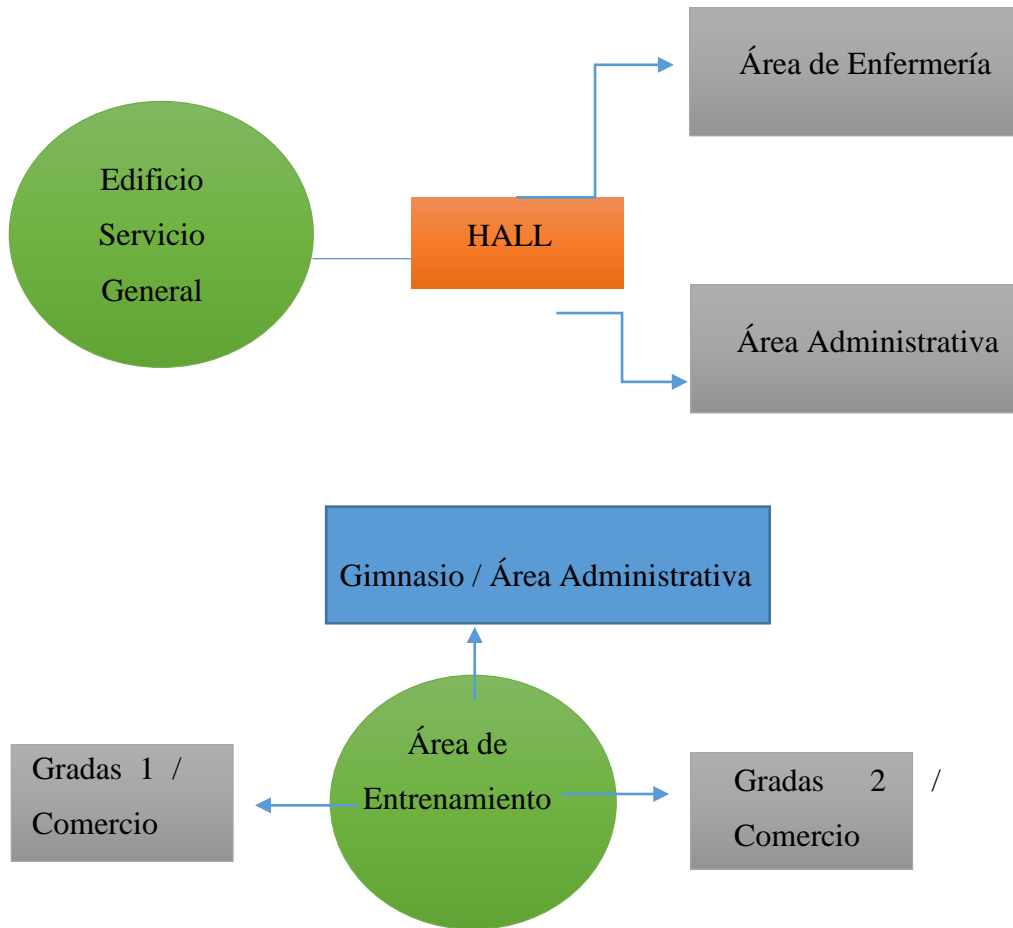 Área de Enfermería
Edificio
Servicio
General
HALL
Área Administrativa
Gimnasio / Área Administrativa
Área de
Entrenamiento
Gradas 1 /
Comercio
Gradas 2 /
Comercio